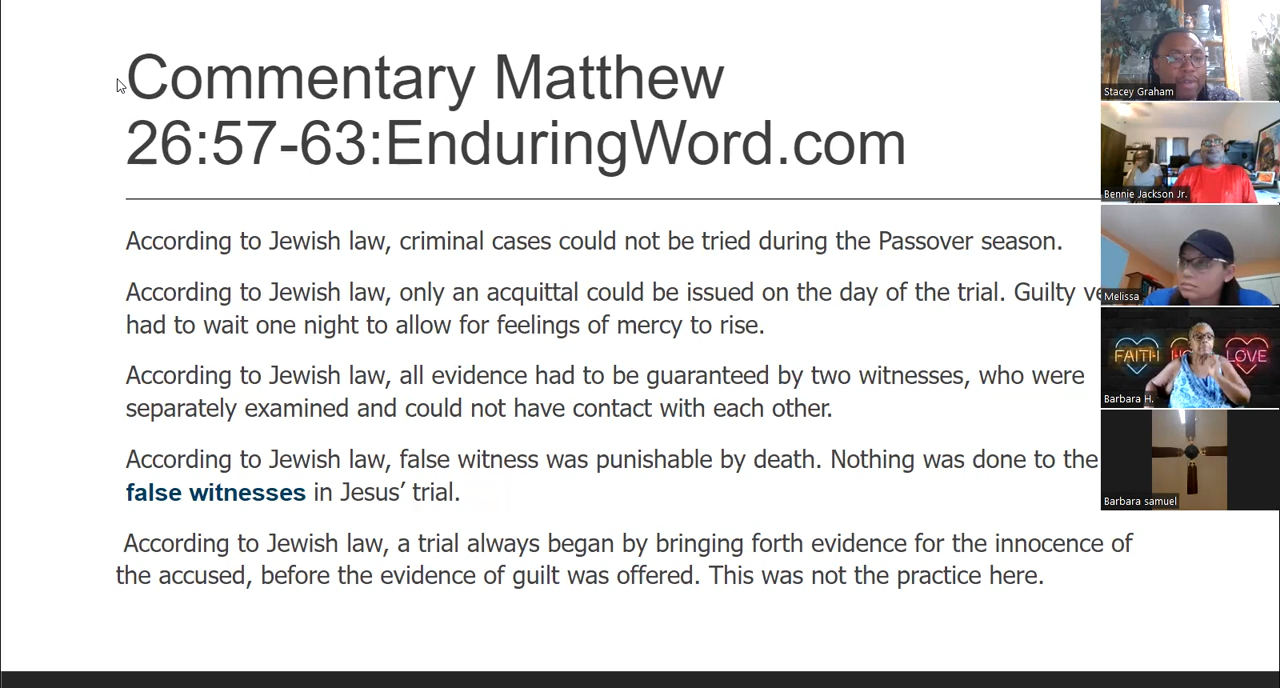 Commentary Matthew
26:57-63:EnduringWord.com
According to Jewish law, criminal cases could not be tried during the Passover season.
According to Jewish law, only an acquittal could be issued on the day of the trial. Guilty
had to wait one night to allow for feelings of mercy to rise.
According to Jewish law, all evidence had to be guaranteed by two witnesses, who were
separately examined and could not have contact with each other.
According to Jewish law, false witness was punishable by death. Nothing was done to the
false witnesses in Jesus’ trial.
According to Jewish law, a trial always began by bringing forth evidence for the innocence of
the accused, before the evidence of guilt was offered. This was not the practice here.
Stacey Graham
Bennie Jackson Jr.
Melissa
FAITH
LOVE
Barbara H.
Barbara samuel